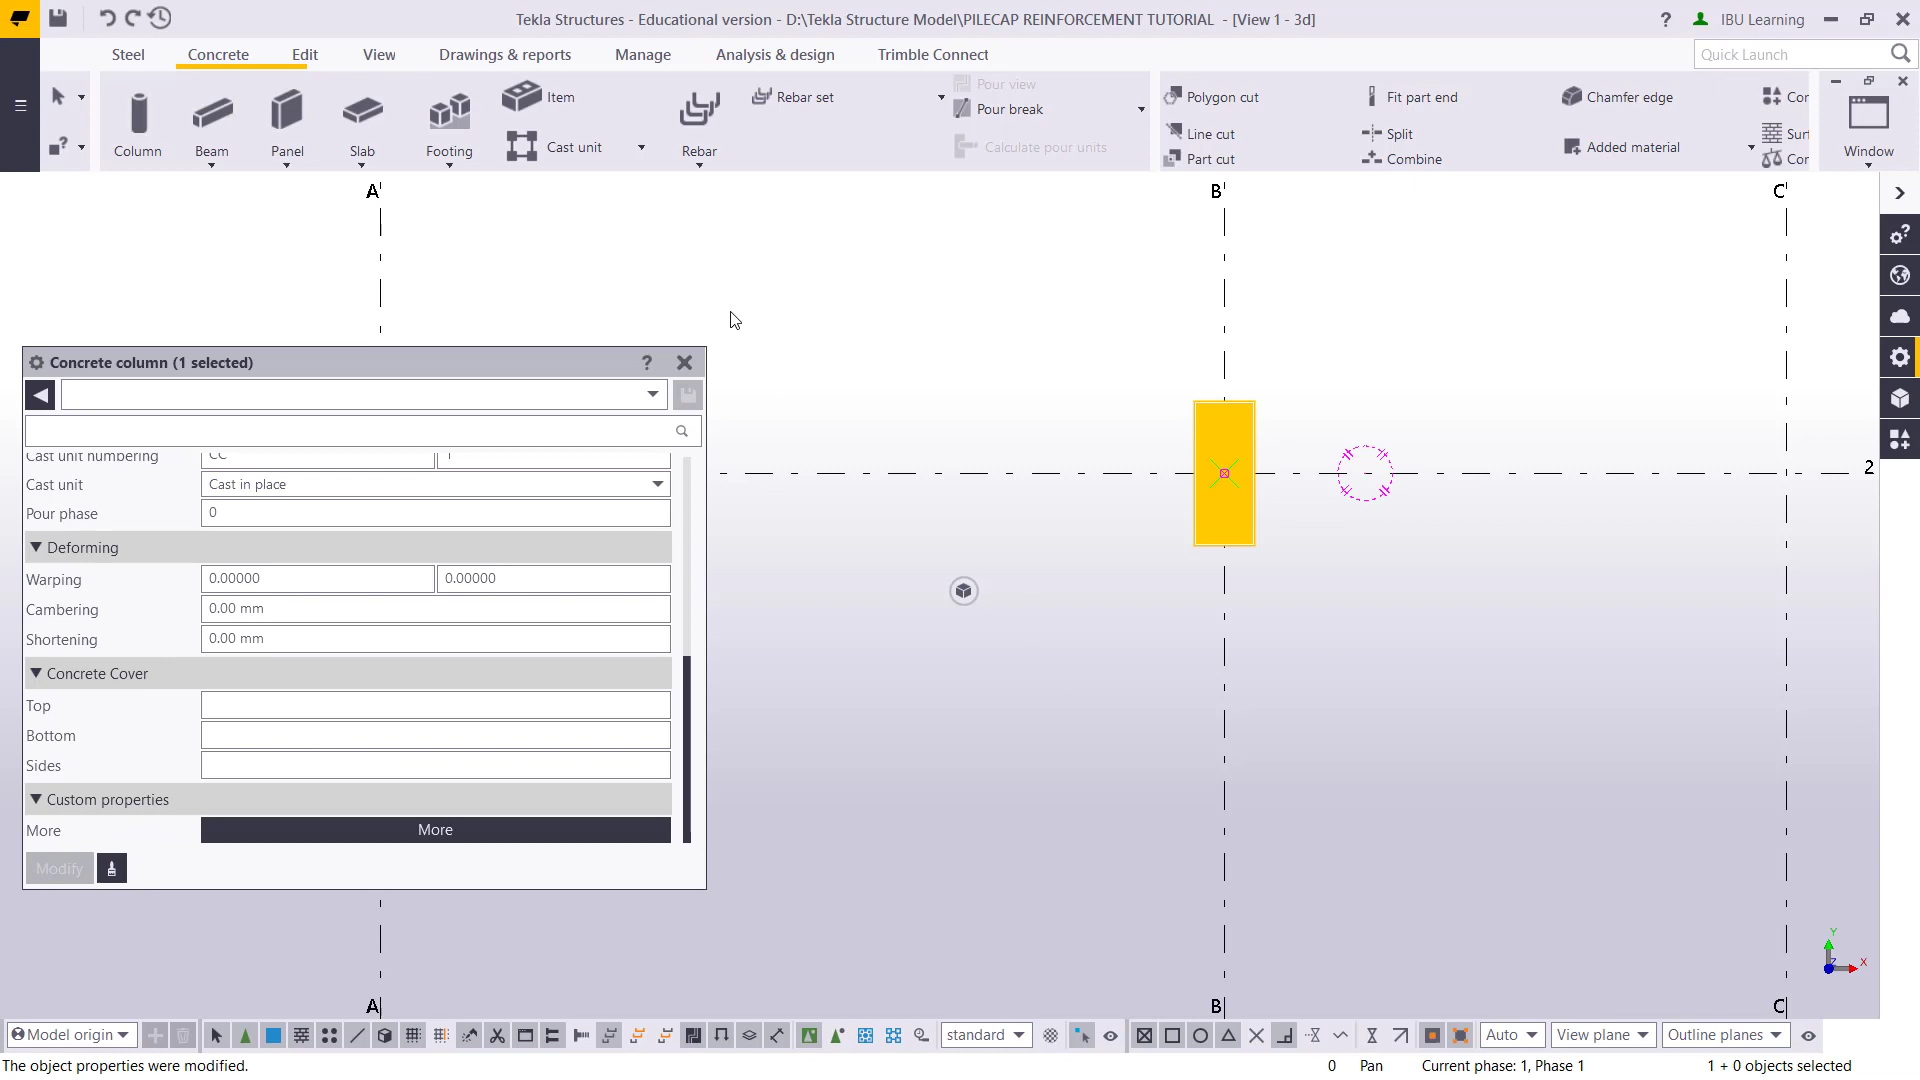 Tekla Structures - Educational version - D:\Tekla Structure Model\PILECAP REINFORCEMENT TUTORIAL - [View 1 - 3d]
? IBU Learning
Steel Concrete Edit View Drawings & reports Manage Analysis & design Trimble Connect
Quick Launch
Column Beam Panel Slab Footing
Item
Cast unit
Rebar
Rebar set
Pour view
Pour break
Calculate pour units
Polygon cut
Line cut
Part cut
Fit part end
Split
Combine
Chamfer edge
Added material
Cor
Surf
Cor
Window
A B C
Concrete column (1 selected) ?
Cast unit numbering CC 1
Cast unit Cast in place
Pour phase 0
Deforming
Warping 0.00000 0.00000
Cambering 0.00 mm
Shortening 0.00 mm
Concrete Cover
Top
Bottom
Sides
Custom properties
More More
Modify
2
Y
Z X
A B C
Model origin standard Auto View plane Outline planes
The object properties were modified. 0 Pan Current phase: 1, Phase 1 1 + 0 objects selected